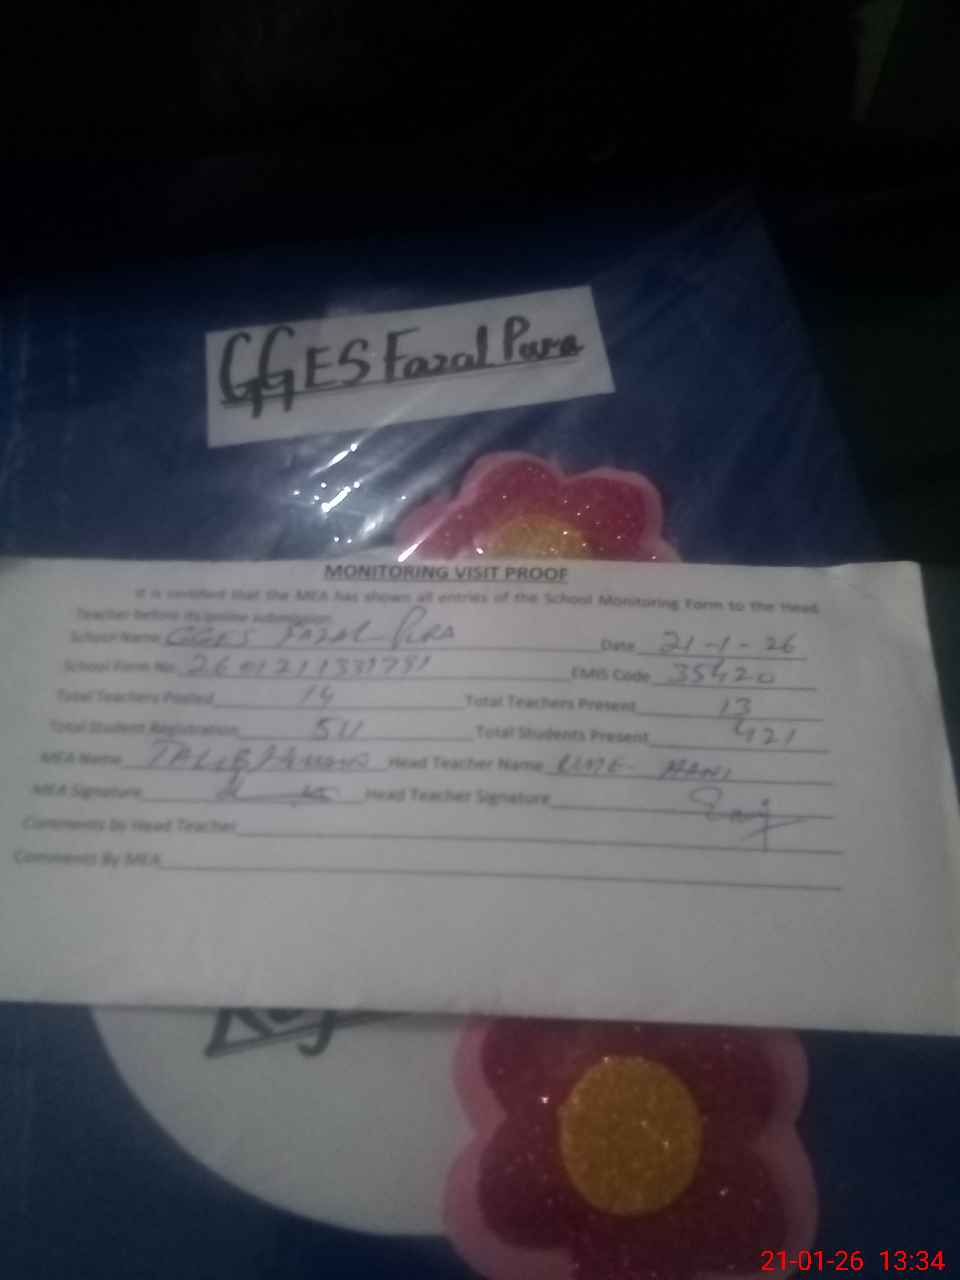 GGES Fazal Pura
MONITORING VISIT PROOF
It is certified that the MEA has shown all entries of the School Monitoring Form to the Head
Teacher before its online submission.
School Name GGES FAZAL PURA Date 21-1-26
School Form No. EMIS Code 35420
Total Teachers Posted 14 Total Teachers Present 13
Total Student Registration 511 Total Students Present 421
MEA Name TALIB Head Teacher Name HANI
MEA Signature Head Teacher Signature
Comments by Head Teacher
Comments By MEA
21-01-26 13:34